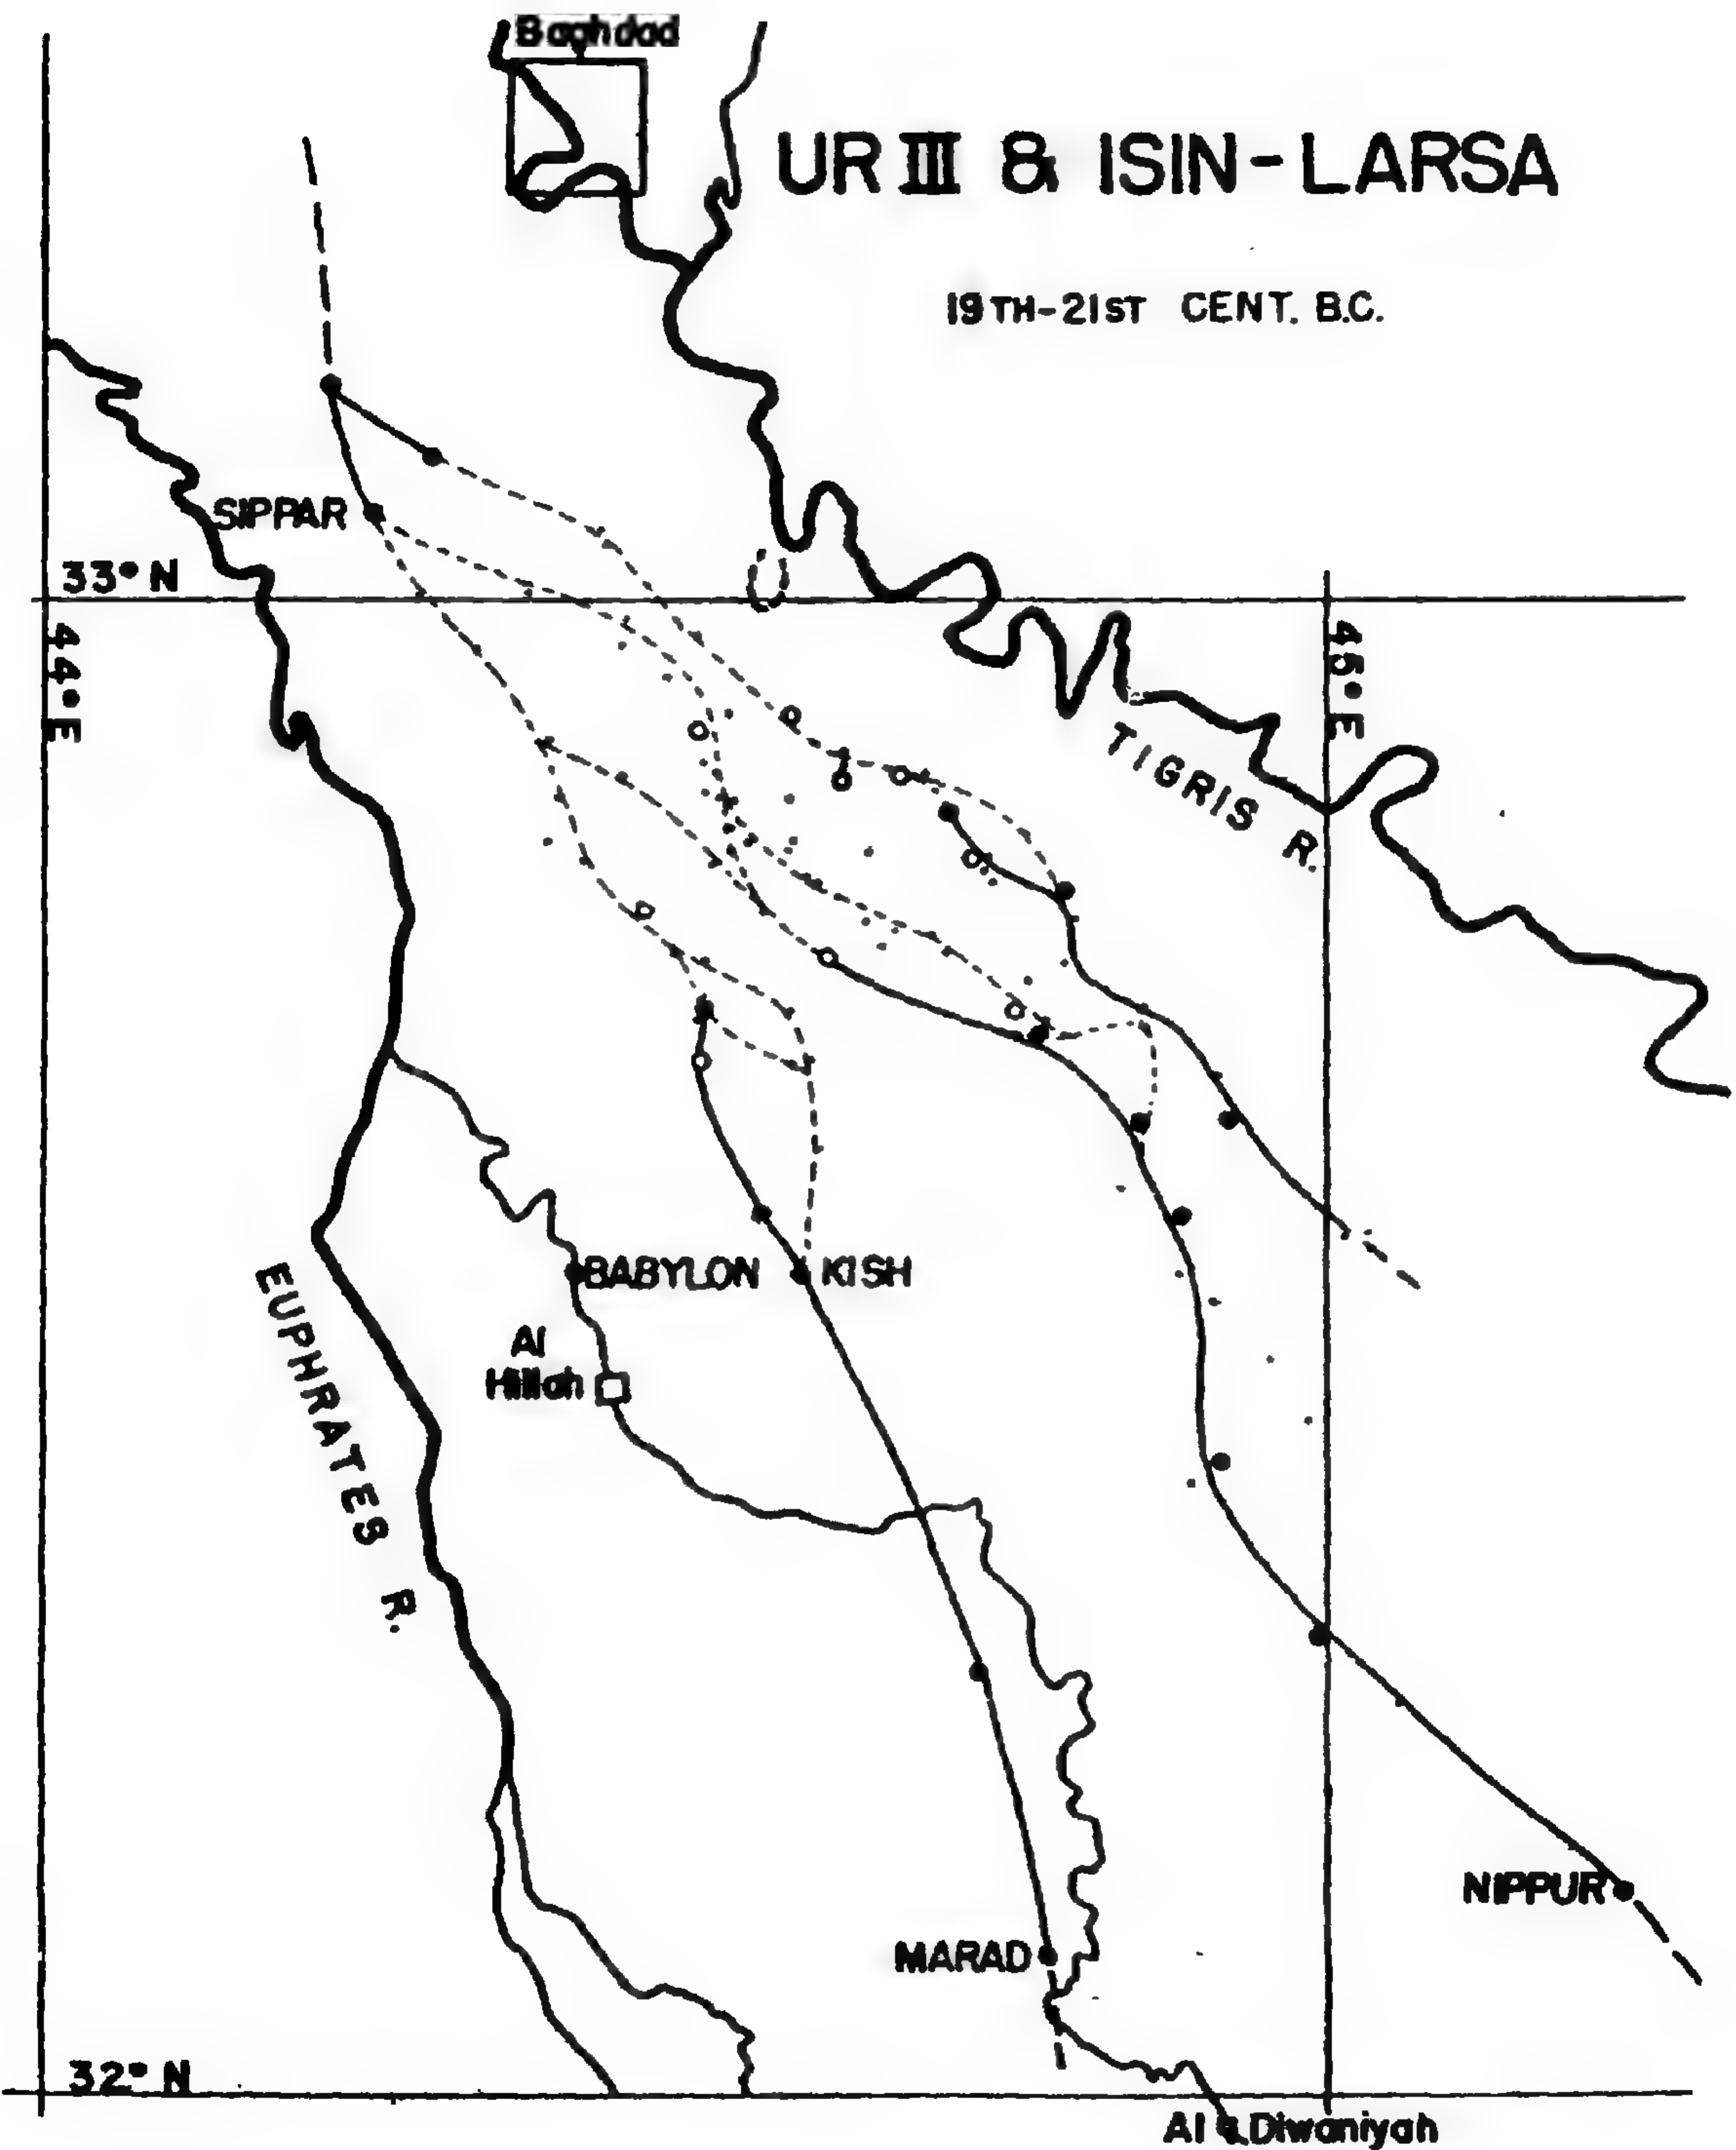 Baghdad
UR III & ISIN-LARSA
19TH-21ST CENT. B.C.
SIPPAR
33° N
44° E
45° E
TIGRIS R.
BABYLON
KISH
EUPHRATES R.
Al
Hillah
NIPPUR
MARAD
32° N
Al Diwaniyah